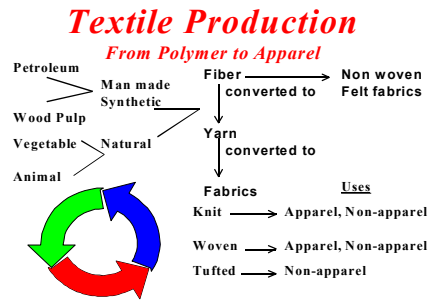 Textile Production
From Polymer to Apparel
Petroleum
Man made
Synthetic
Wood Pulp
Vegetable
Natural
Animal
Fiber
converted to
Non woven
Felt fabrics
Yarn
converted to
Fabrics
Uses
Knit
Apparel, Non-apparel
Woven
Apparel, Non-apparel
Tufted
Non-apparel